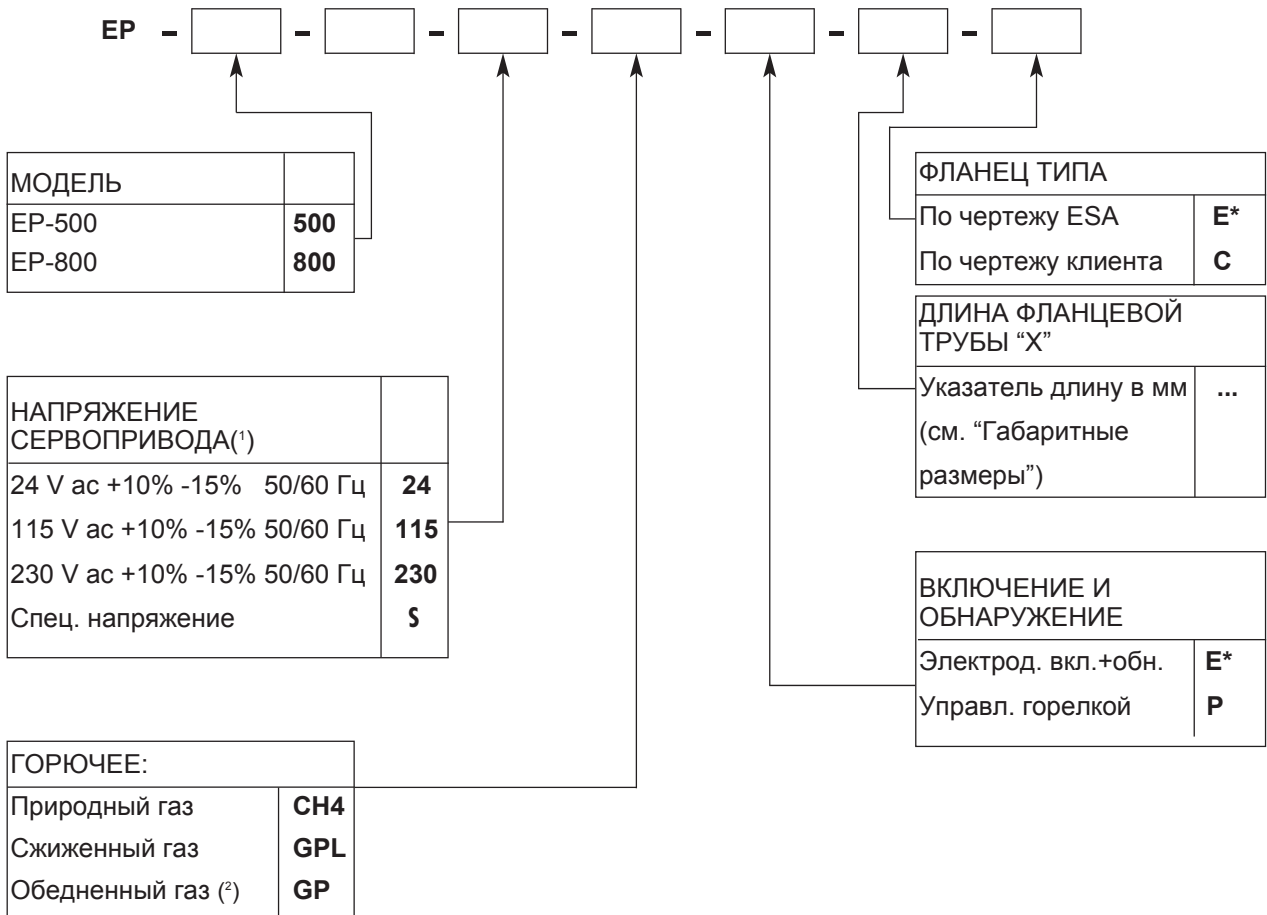 EP - - - - - - -
МОДЕЛЬ
EP-500 500
EP-800 800
НАПРЯЖЕНИЕ
СЕРВОПРИВОДА(¹)
24 V ac +10% -15% 50/60 Гц 24
115 V ac +10% -15% 50/60 Гц 115
230 V ac +10% -15% 50/60 Гц 230
Спец. напряжение S
ГОРЮЧЕЕ:
Природный газ CH4
Сжиженный газ GPL
Обедненный газ (²) GP
ФЛАНЕЦ ТИПА
По чертежу ESA E*
По чертежу клиента C
ДЛИНА ФЛАНЦЕВОЙ
ТРУБЫ “X”
Указатель длину в мм ...
(см. “Габаритные
размеры”)
ВКЛЮЧЕНИЕ И
ОБНАРУЖЕНИЕ
Электрод. вкл.+обн. E*
Управл. горелкой P